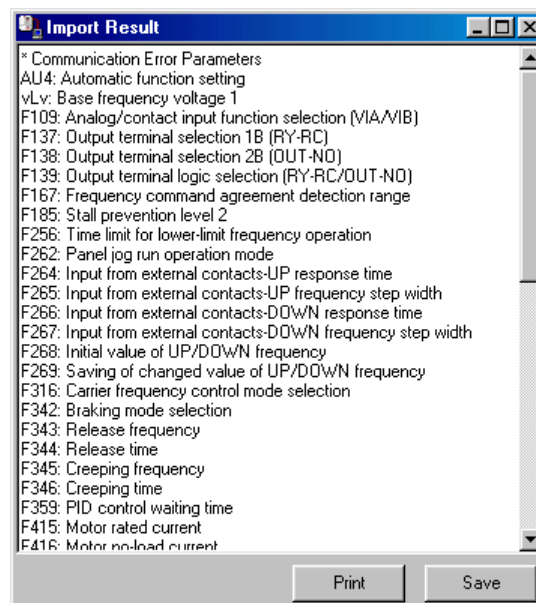 Import Result
* Communication Error Parameters
AU4: Automatic function setting
vLv: Base frequency voltage 1
F109: Analog/contact input function selection (VIA/VIB)
F137: Output terminal selection 1B (RY-RC)
F138: Output terminal selection 2B (OUT-NO)
F139: Output terminal logic selection (RY-RC/OUT-NO)
F167: Frequency command agreement detection range
F185: Stall prevention level 2
F256: Time limit for lower-limit frequency operation
F262: Panel jog run operation mode
F264: Input from external contacts-UP response time
F265: Input from external contacts-UP frequency step width
F266: Input from external contacts-DOWN response time
F267: Input from external contacts-DOWN frequency step width
F268: Initial value of UP/DOWN frequency
F269: Saving of changed value of UP/DOWN frequency
F316: Carrier frequency control mode selection
F342: Braking mode selection
F343: Release frequency
F344: Release time
F345: Creeping frequency
F346: Creeping time
F359: PID control waiting time
F415: Motor rated current
F416: Motor no-load current
Print Save